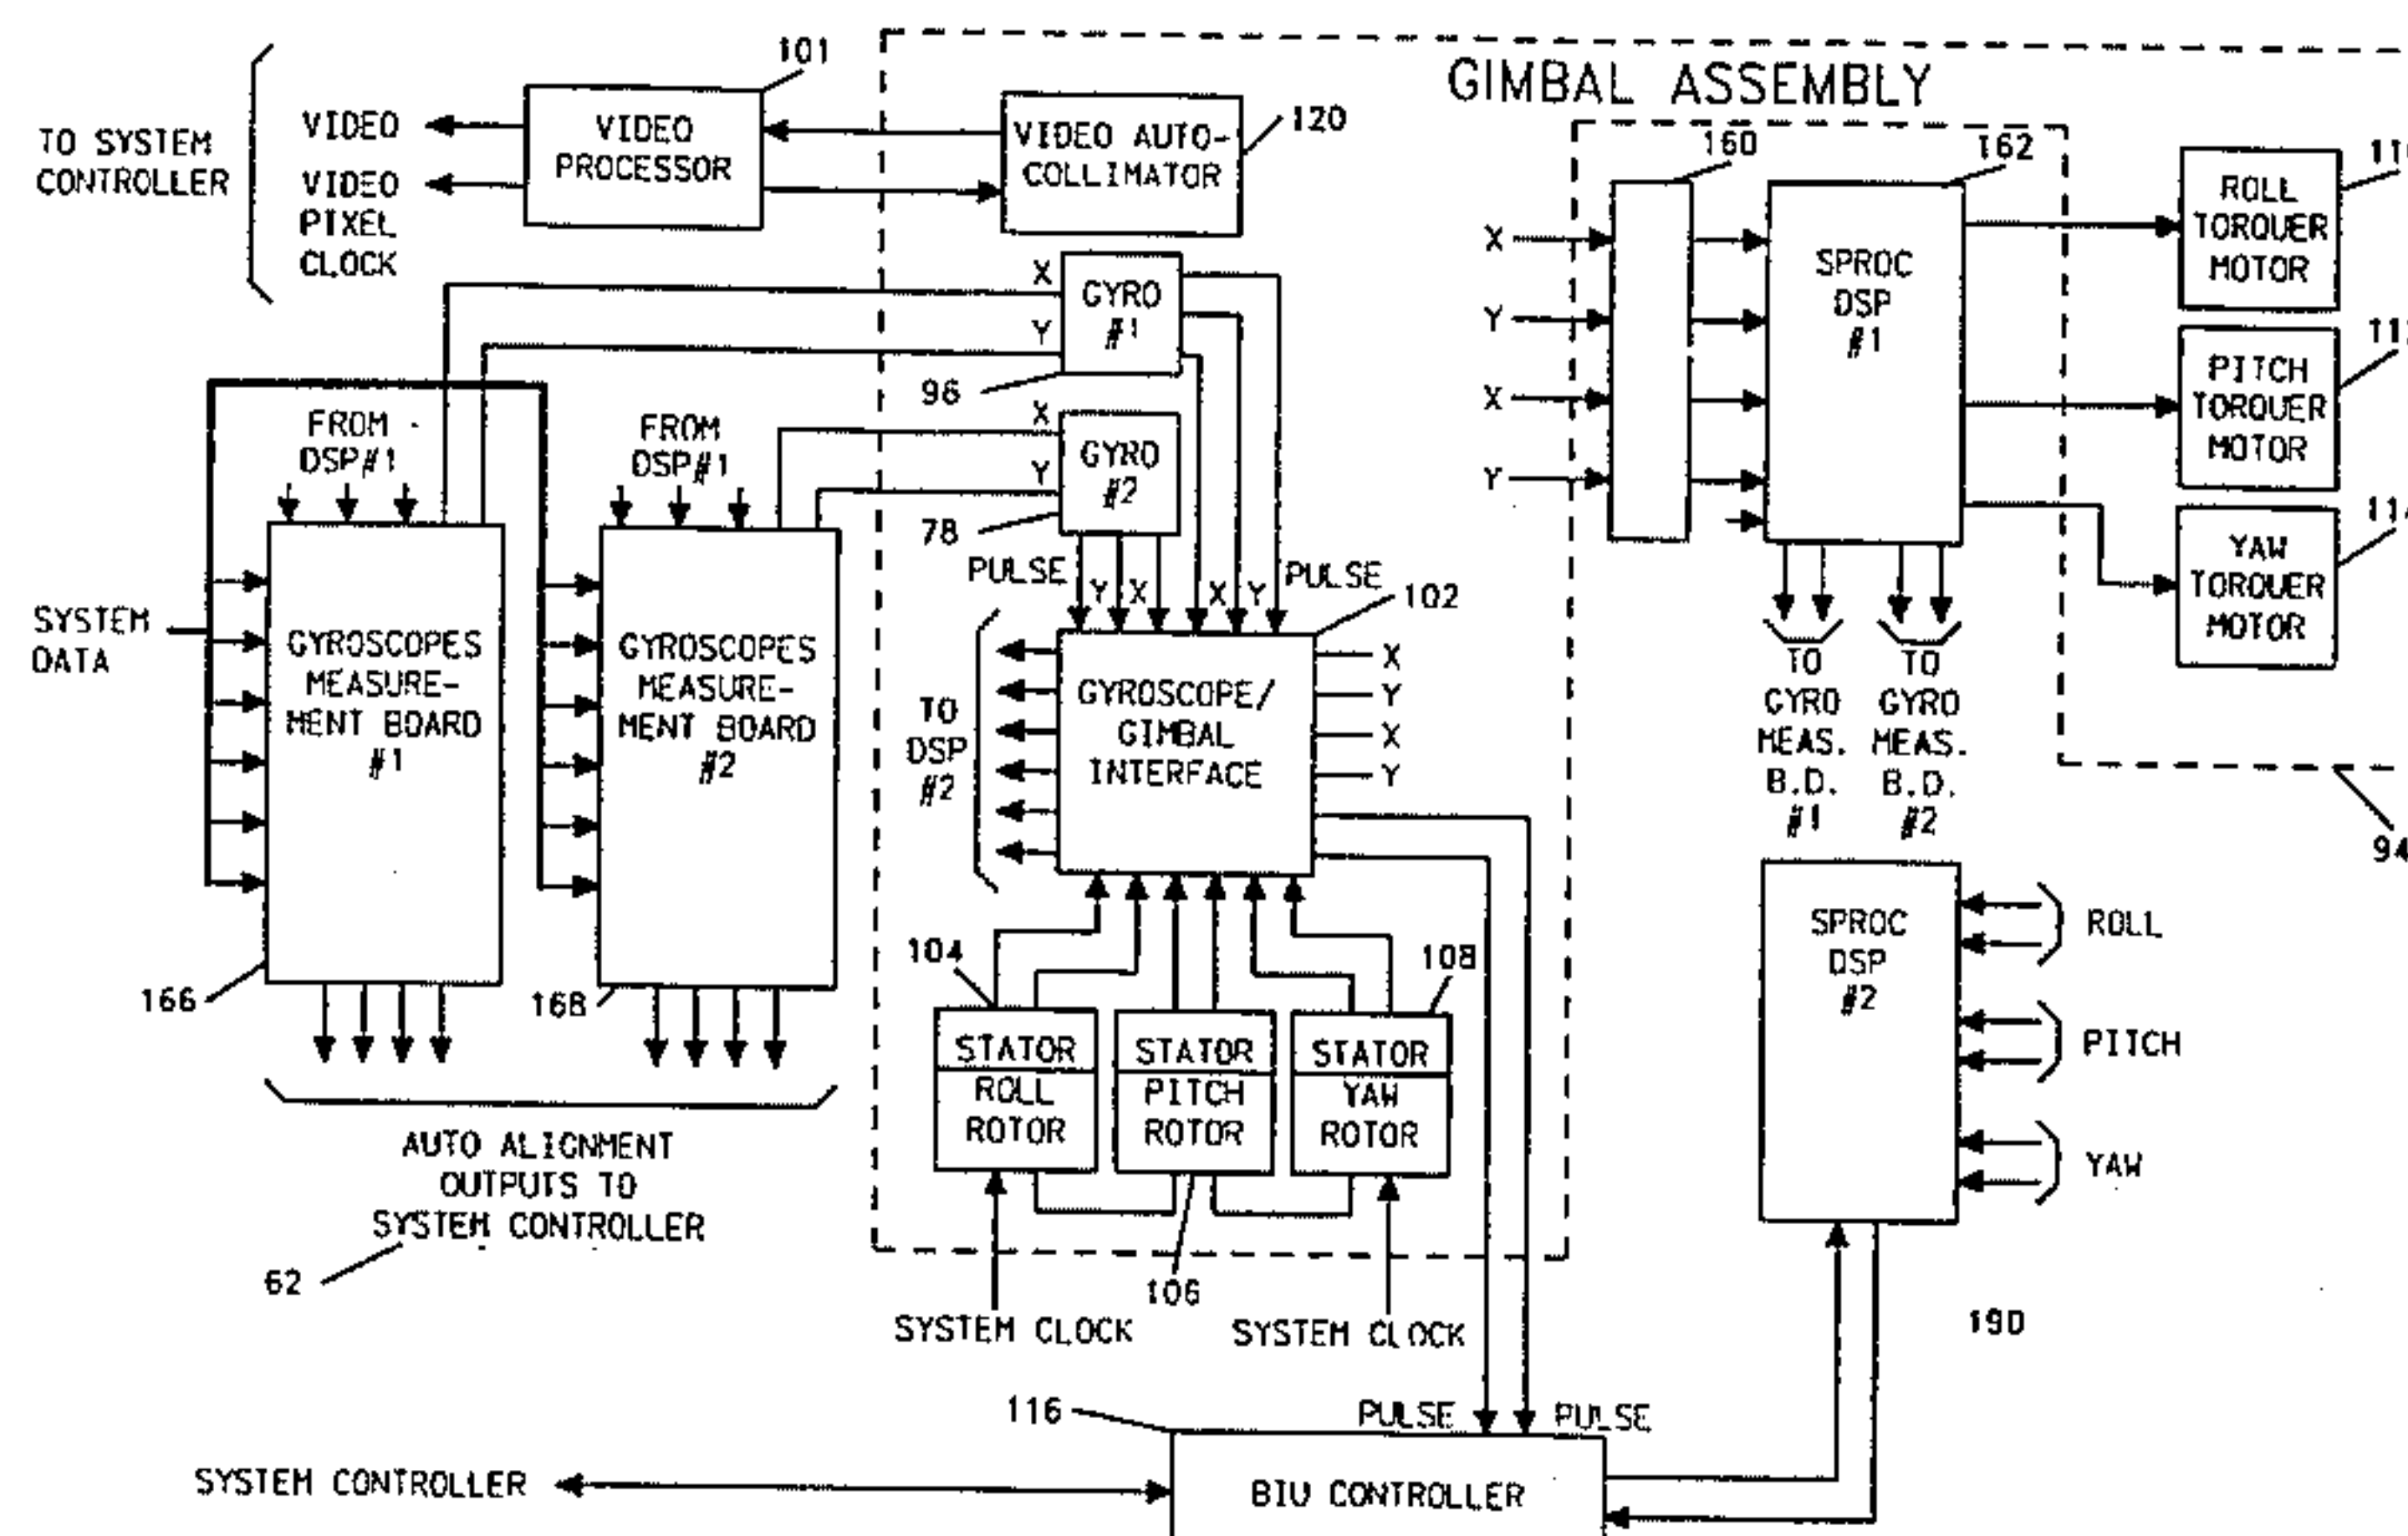 GIMBAL ASSEMBLY
101
TO SYSTEM
CONTROLLER
VIDEO
VIDEO
PIXEL
CLOCK
VIDEO
PROCESSOR
VIDEO AUTO-
COLLIMATOR
120
160
162
X
Y
X
Y
SPROC
DSP
#1
ROLL
TORQUER
MOTOR
PITCH
TORQUER
MOTOR
YAW
TORQUER
MOTOR
X
Y
GYRO
#1
96
X
Y
GYRO
#2
78
FROM
DSP#1
FROM
DSP#1
PULSE
Y
X
X
Y
PULSE
102
SYSTEM
DATA
GYROSCOPES
MEASURE-
MENT BOARD
#1
GYROSCOPES
MEASURE-
MENT BOARD
#2
TO
DSP
#2
GYROSCOPE/
GIMBAL
INTERFACE
X
Y
X
Y
TO
GYRO
MEAS.
B.D.
#1
TO
GYRO
MEAS.
B.D.
#2
94
166
168
104
108
STATOR
ROLL
ROTOR
STATOR
PITCH
ROTOR
STATOR
YAW
ROTOR
SPROC
DSP
#2
ROLL
PITCH
YAW
AUTO ALIGNMENT
OUTPUTS TO
SYSTEM CONTROLLER
62
106
SYSTEM CLOCK
SYSTEM CLOCK
190
116
PULSE
PULSE
SYSTEM CONTROLLER
BIU CONTROLLER